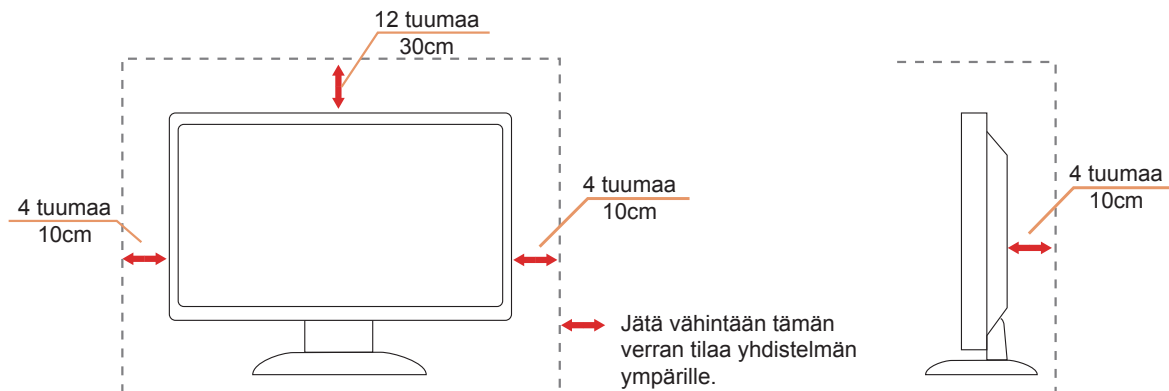 12 tuumaa
30cm
4 tuumaa
10cm
4 tuumaa
10cm
4 tuumaa
10cm
Jätä vähintään tämän
verran tilaa yhdistelmän
ympärille.